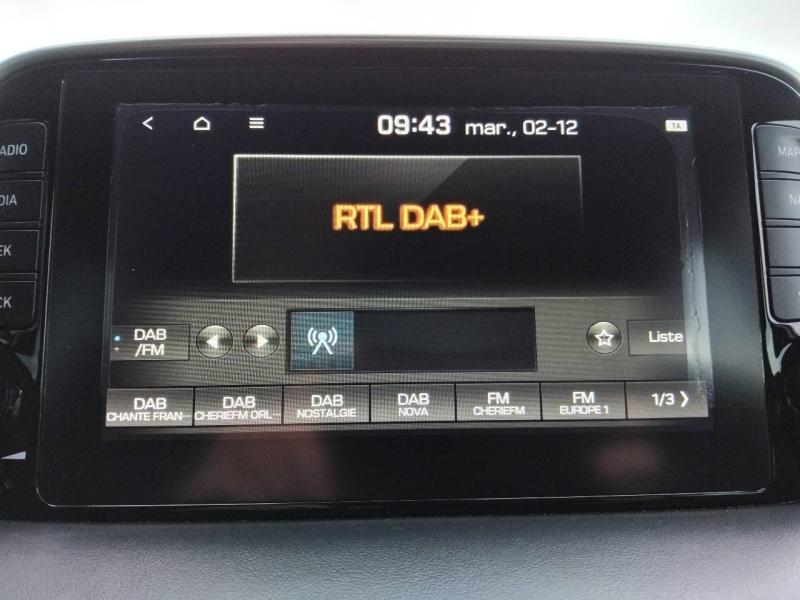 09:43 mar., 02-12
TA
RTL DAB+
DAB
/FM
Liste
DAB
CHANTE FRAN...
DAB
CHERIEFM ORL...
DAB
NOSTALGIE
DAB
NOVA
FM
CHERIEFM
FM
EUROPE 1
1/3
ADIO
DIA
EK
CK
MAP
NA